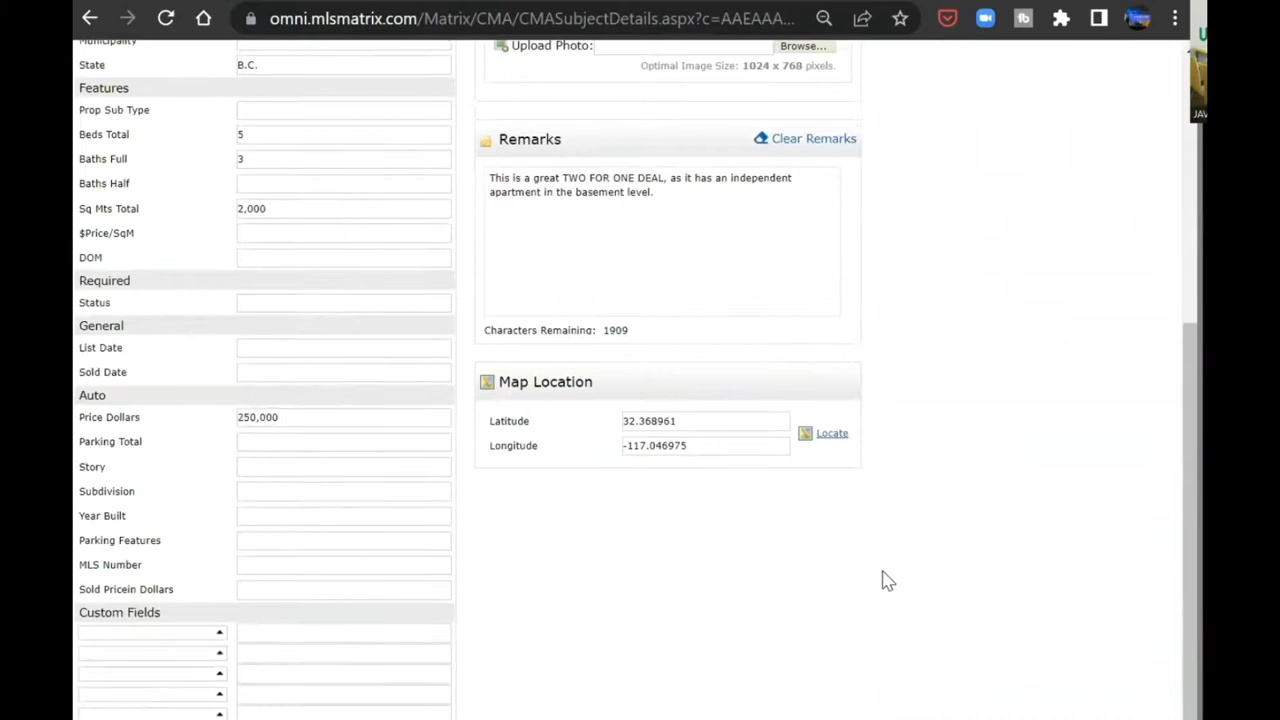 omni.mlsmatrix.com/Matrix/CMA/CMASubjectDetails.aspx?c=AAEAAA...
Municipality
State B.C.
Features
Prop Sub Type
Beds Total 5
Baths Full 3
Baths Half
Sq Mts Total 2,000
$Price/SqM
DOM
Required
Status
General
List Date
Sold Date
Auto
Price Dollars 250,000
Parking Total
Story
Subdivision
Year Built
Parking Features
MLS Number
Sold Pricein Dollars
Custom Fields
Upload Photo: Browse...
Optimal Image Size: 1024 x 768 pixels.
Remarks Clear Remarks
This is a great TWO FOR ONE DEAL, as it has an independent
apartment in the basement level.
Characters Remaining: 1909
Map Location
Latitude 32.368961
Longitude -117.046975
Locate
tb
U
JAV